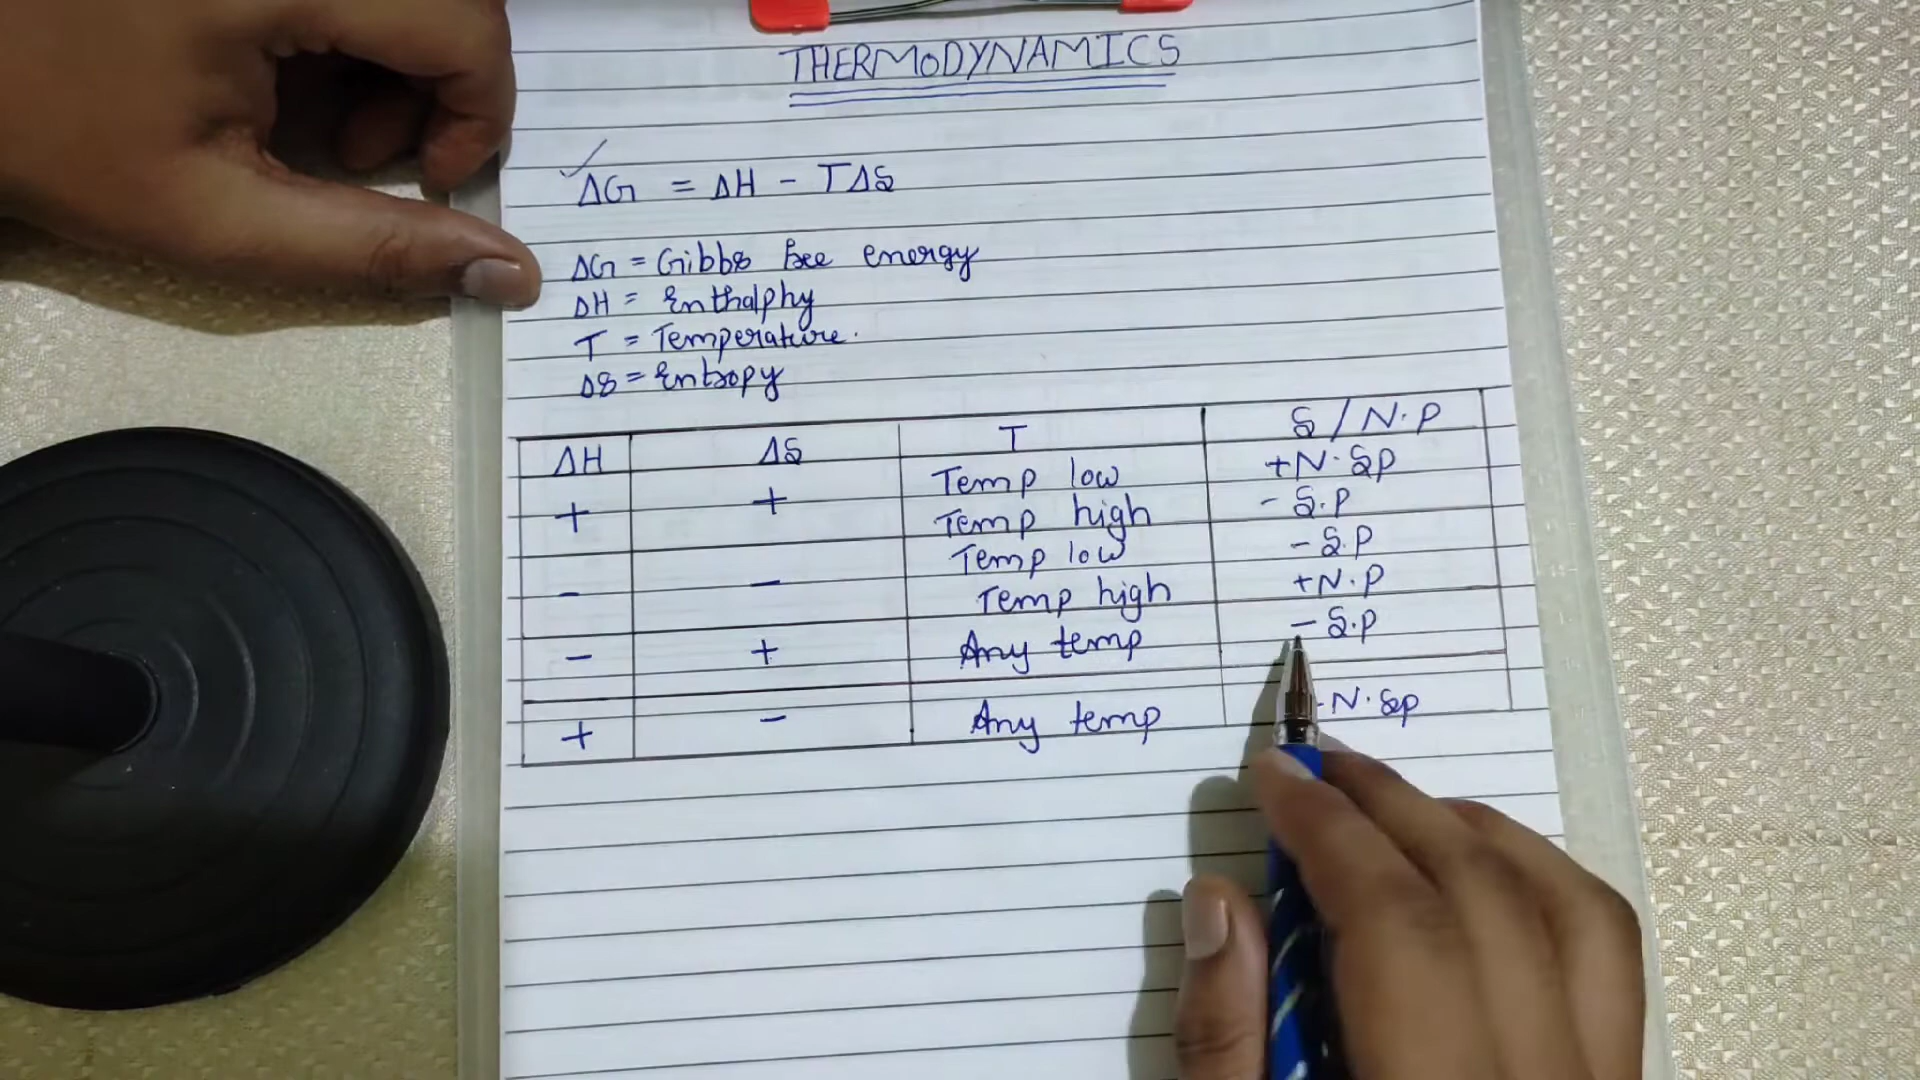 THERMODYNAMICS
ΔG = ΔH - TΔS
ΔG = Gibbs free energy
ΔH = Enthalphy
T = Temperature.
ΔS = Entropy
ΔH ΔS T S / N.P
+ + Temp low +N.Sp
Temp high - S.P
- - Temp low - S.P
Temp high +N.P
- + Any temp - S.P
+ - Any temp N.Sp